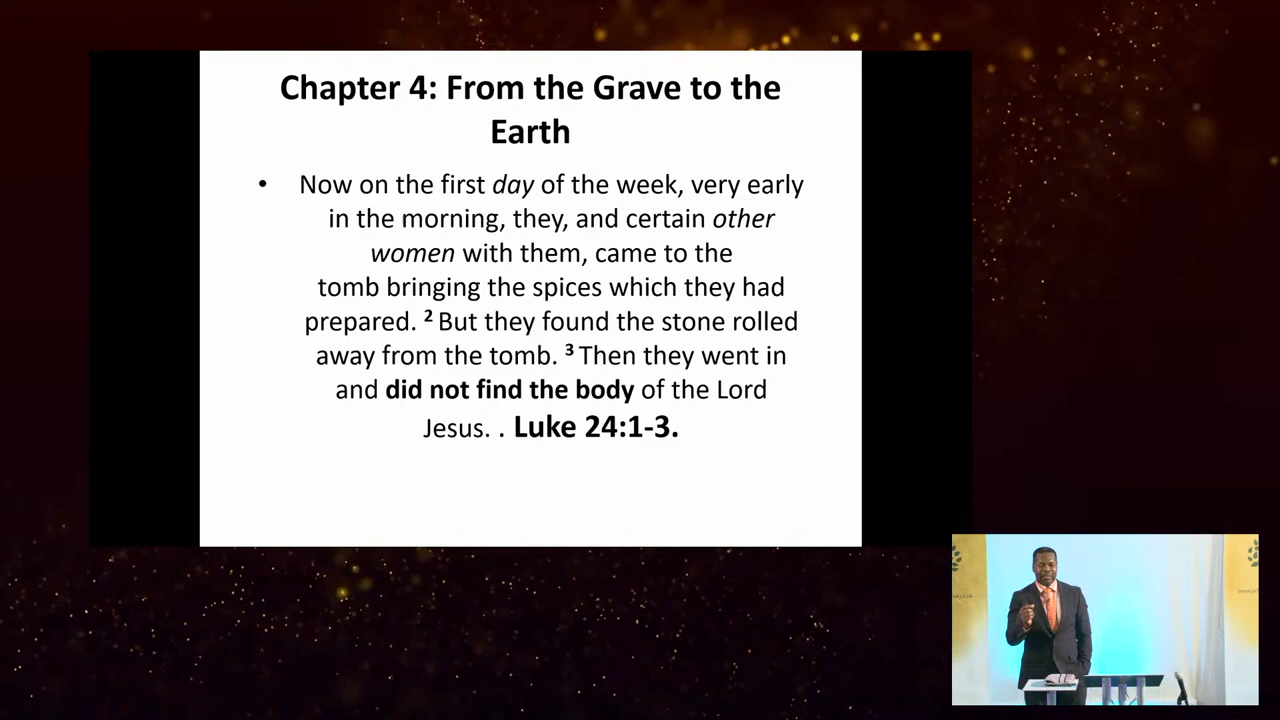 Chapter 4: From the Grave to the
Earth
• Now on the first day of the week, very early
in the morning, they, and certain other
women with them, came to the
tomb bringing the spices which they had
prepared. 2 But they found the stone rolled
away from the tomb. 3 Then they went in
and did not find the body of the Lord
Jesus. . Luke 24:1-3.